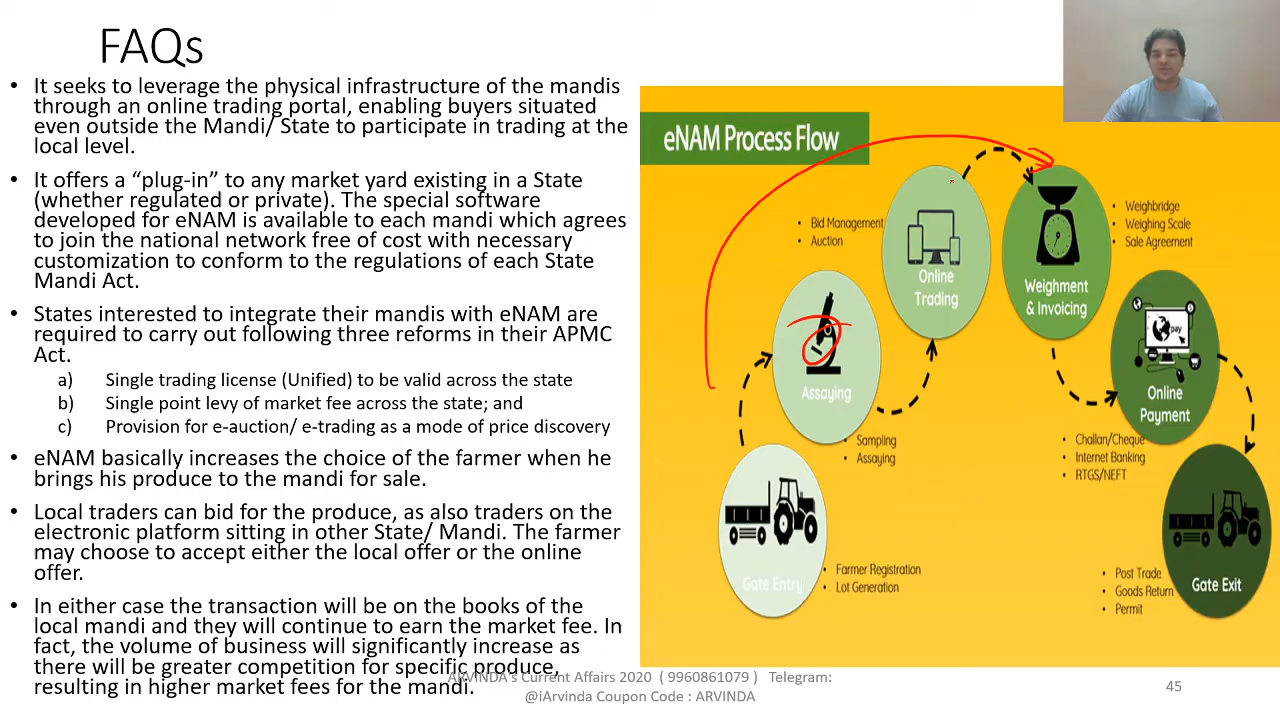 FAQs
• It seeks to leverage the physical infrastructure of the mandis
through an online trading portal, enabling buyers situated
even outside the Mandi/ State to participate in trading at the
local level.
• It offers a “plug-in” to any market yard existing in a State
(whether regulated or private). The special software
developed for eNAM is available to each mandi which agrees
to join the national network free of cost with necessary
customization to conform to the regulations of each State
Mandi Act.
• States interested to integrate their mandis with eNAM are
required to carry out following three reforms in their APMC
Act.
a) Single trading license (Unified) to be valid across the state
b) Single point levy of market fee across the state; and
c) Provision for e-auction/ e-trading as a mode of price discovery
• eNAM basically increases the choice of the farmer when he
brings his produce to the mandi for sale.
• Local traders can bid for the produce, as also traders on the
electronic platform sitting in other State/ Mandi. The farmer
may choose to accept either the local offer or the online
offer.
• In either case the transaction will be on the books of the
local mandi and they will continue to earn the market fee. In
fact, the volume of business will significantly increase as
there will be greater competition for specific produce,
resulting in higher market fees for the mandi.
eNAM Process Flow
Gate Entry
• Farmer Registration
• Lot Generation
Assaying
• Sampling
• Assaying
Online
Trading
• Bid Management
• Auction
Weighment
& Invoicing
• Weighbridge
• Weighing Scale
• Sale Agreement
pay
Online
Payment
• Challan/Cheque
• Internet Banking
• RTGS/NEFT
Gate Exit
• Post Trade
• Goods Return
• Permit
ARVINDA's Current Affairs 2020 ( 9960861079 ) Telegram:
@iArvinda Coupon Code : ARVINDA
45